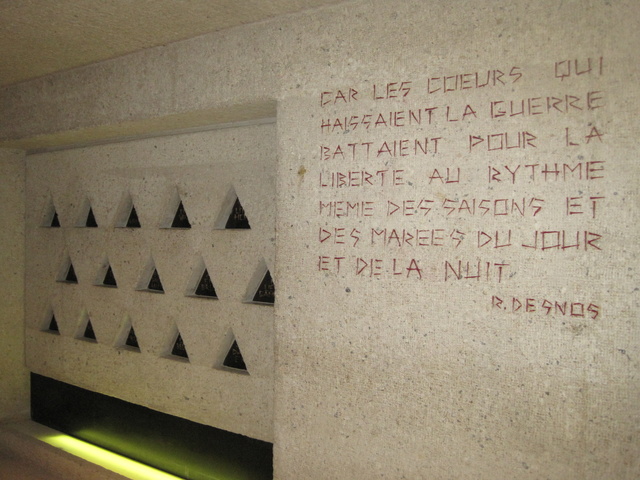 CAR LES COEURS QUI
HAISSAIENT LA GUERRE
BATTAIENT POUR LA
LIBERTE AU RYTHME
MEME DES SAISONS ET
DES MAREES DU JOUR
ET DE LA NUIT
R. DESNOS